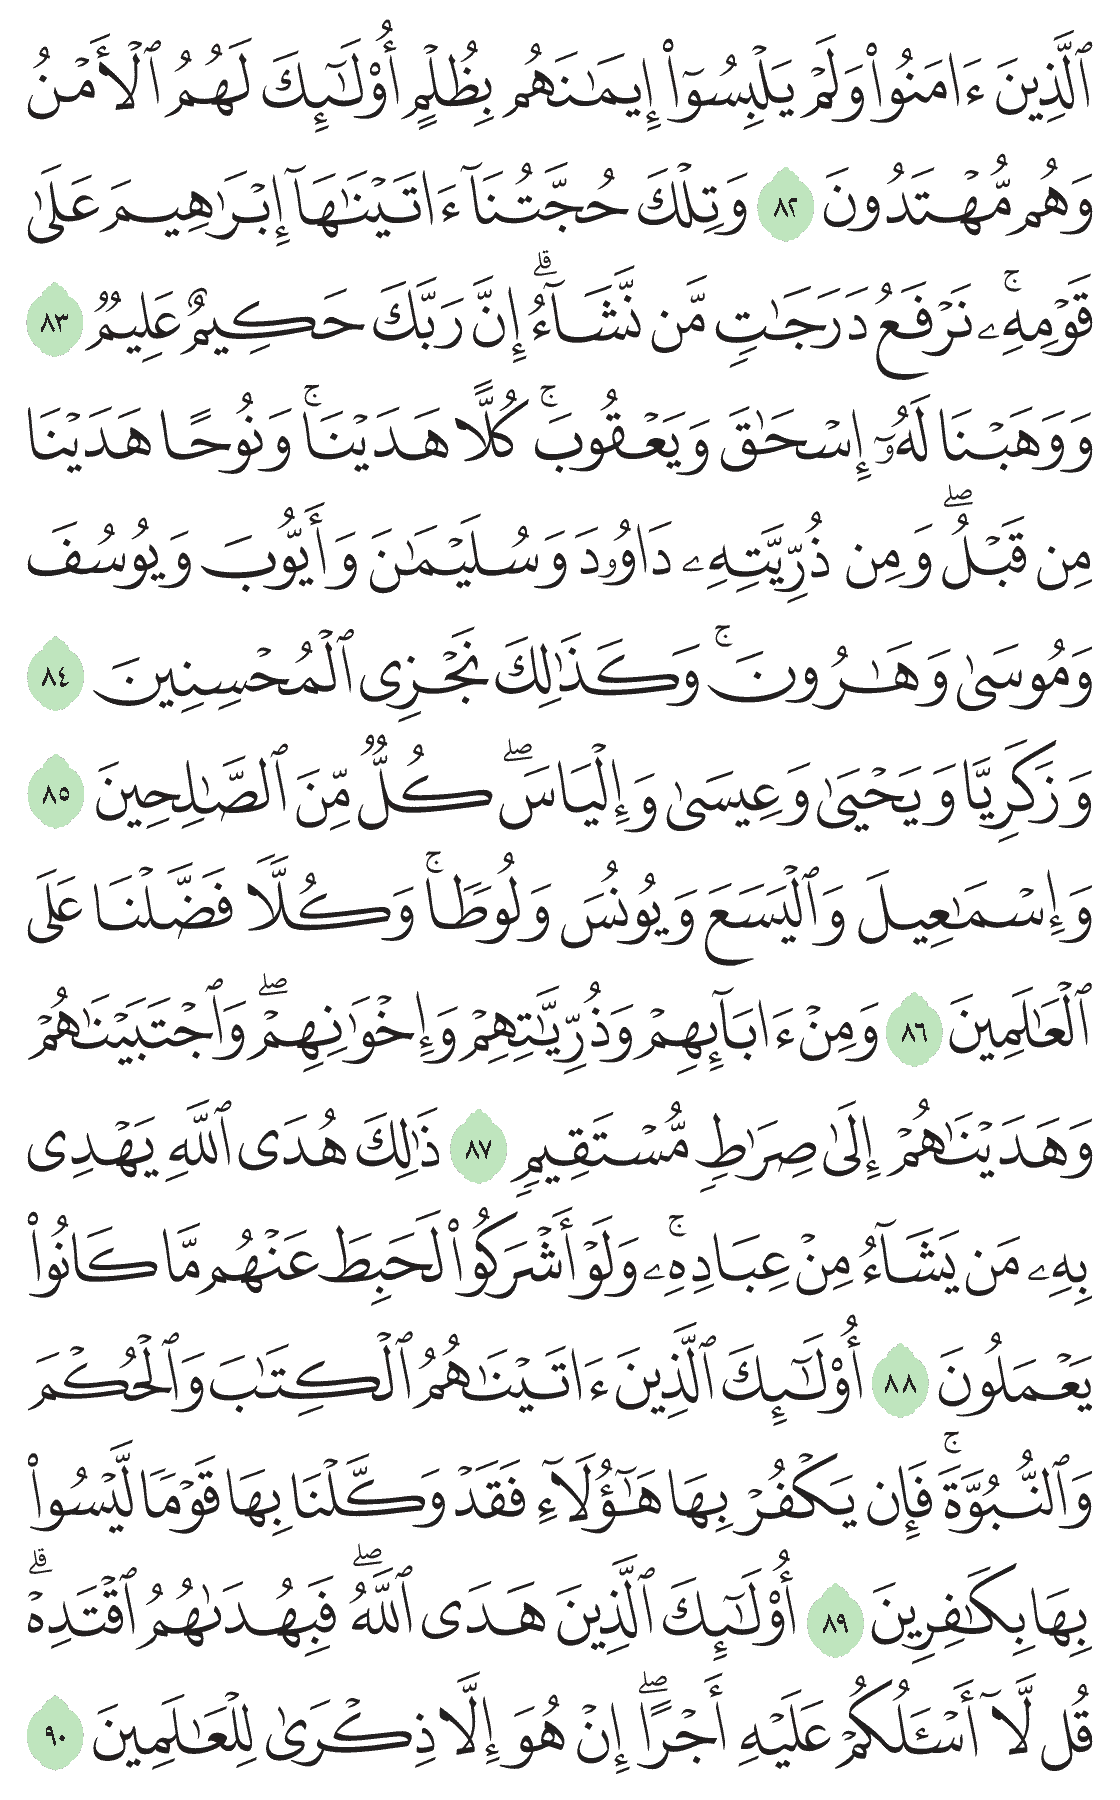 ٱلَّذِينَ ءَامَنُوا۟ وَلَمْ يَلْبِسُوٓا۟ إِيمَـٰنَهُم بِظُلْمٍ أُو۟لَـٰٓئِكَ لَهُمُ ٱلْأَمْنُ
وَهُم مُّهْتَدُونَ ٨٢ وَتِلْكَ حُجَّتُنَآ ءَاتَيْنَـٰهَآ إِبْرَٰهِيمَ عَلَىٰ
قَوْمِهِۦ ۚ نَرْفَعُ دَرَجَـٰتٍ مَّن نَّشَآءُ ۗ إِنَّ رَبَّكَ حَكِيمٌ عَلِيمٌ ٨٣
وَوَهَبْنَا لَهُۥٓ إِسْحَـٰقَ وَيَعْقُوبَ ۚ كُلًّا هَدَيْنَا ۚ وَنُوحًا هَدَيْنَا
مِن قَبْلُ ۖ وَمِن ذُرِّيَّتِهِۦ دَاوُۥدَ وَسُلَيْمَـٰنَ وَأَيُّوبَ وَيُوسُفَ
وَمُوسَىٰ وَهَـٰرُونَ ۚ وَكَذَٰلِكَ نَجْزِى ٱلْمُحْسِنِينَ ٨٤
وَزَكَرِيَّا وَيَحْيَىٰ وَعِيسَىٰ وَإِلْيَاسَ ۖ كُلٌّ مِّنَ ٱلصَّـٰلِحِينَ ٨٥
وَإِسْمَـٰعِيلَ وَٱلْيَسَعَ وَيُونُسَ وَلُوطًا ۚ وَكُلًّا فَضَّلْنَا عَلَى
ٱلْعَـٰلَمِينَ ٨٦ وَمِنْ ءَابَآئِهِمْ وَذُرِّيَّـٰتِهِمْ وَإِخْوَٰنِهِمْ ۖ وَٱجْتَبَيْنَـٰهُمْ
وَهَدَيْنَـٰهُمْ إِلَىٰ صِرَٰطٍ مُّسْتَقِيمٍ ٨٧ ذَٰلِكَ هُدَى ٱللَّهِ يَهْدِى
بِهِۦ مَن يَشَآءُ مِنْ عِبَادِهِۦ ۚ وَلَوْ أَشْرَكُوا۟ لَحَبِطَ عَنْهُم مَّا كَانُوا۟
يَعْمَلُونَ ٨٨ أُو۟لَـٰٓئِكَ ٱلَّذِينَ ءَاتَيْنَـٰهُمُ ٱلْكِتَـٰبَ وَٱلْحُكْمَ
وَٱلنُّبُوَّةَ ۚ فَإِن يَكْفُرْ بِهَا هَـٰٓؤُلَآءِ فَقَدْ وَكَّلْنَا بِهَا قَوْمًا لَّيْسُوا۟
بِهَا بِكَـٰفِرِينَ ٨٩ أُو۟لَـٰٓئِكَ ٱلَّذِينَ هَدَى ٱللَّهُ ۖ فَبِهُدَىٰهُمُ ٱقْتَدِهْ ۗ
قُل لَّآ أَسْـَٔلُكُمْ عَلَيْهِ أَجْرًا ۖ إِنْ هُوَ إِلَّا ذِكْرَىٰ لِلْعَـٰلَمِينَ ٩٠